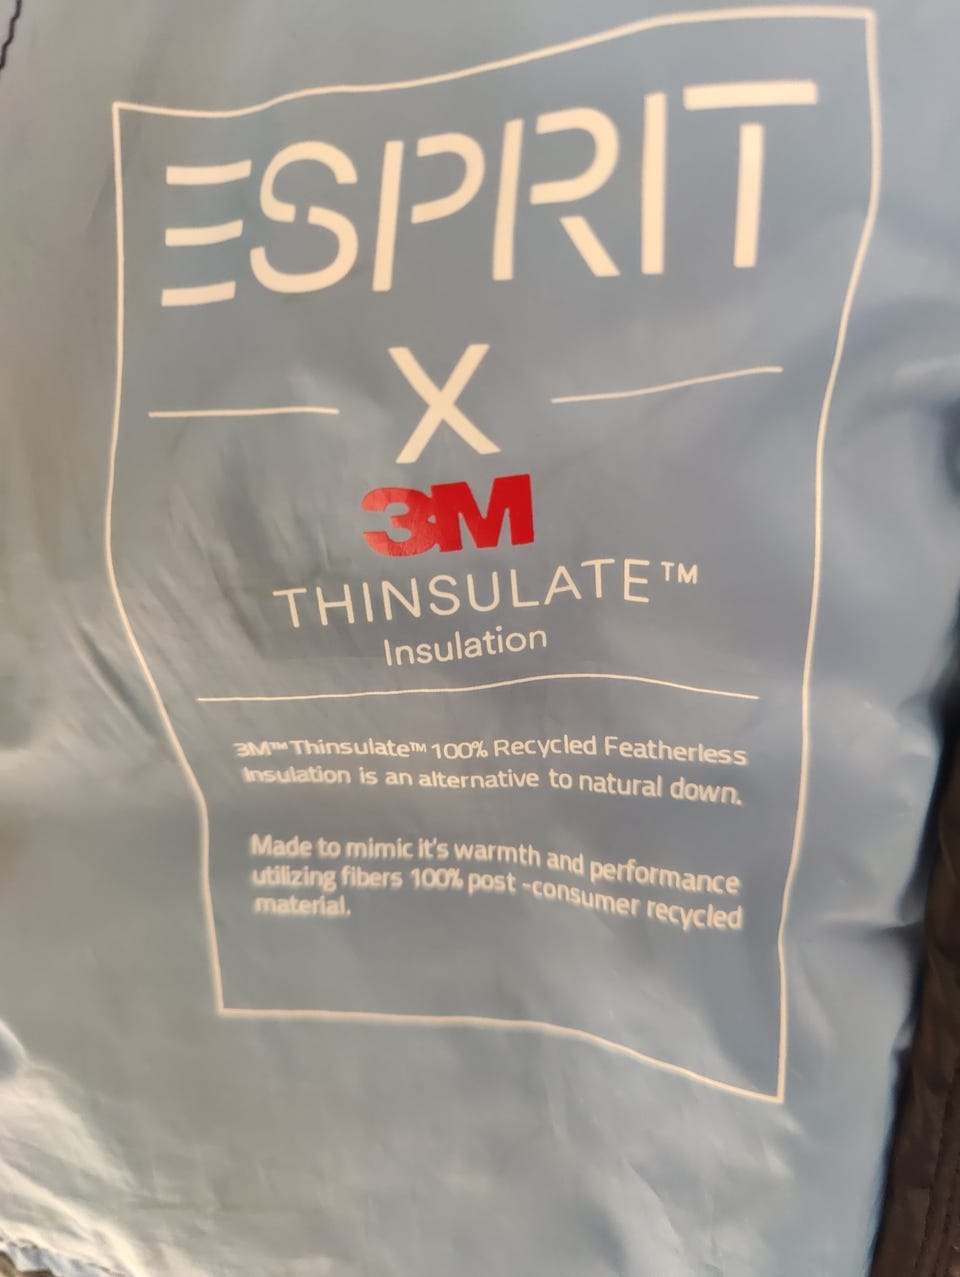 ESPRIT
X
3M
THINSULATE™
Insulation
3M™ Thinsulate™ 100% Recycled Featherless
Insulation is an alternative to natural down.
Made to mimic it's warmth and performance
utilizing fibers 100% post -consumer recycled
material.